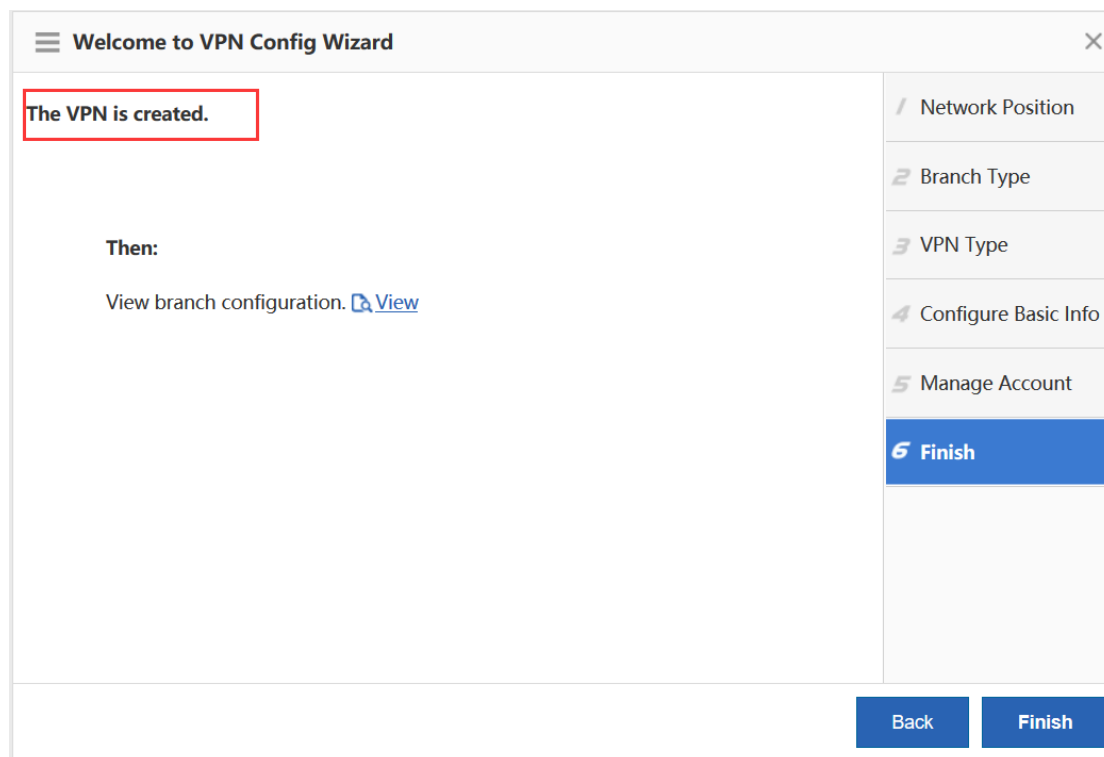 Welcome to VPN Config Wizard
The VPN is created.
Then:
View branch configuration. View
1 Network Position
2 Branch Type
3 VPN Type
4 Configure Basic Info
5 Manage Account
6 Finish
Back
Finish